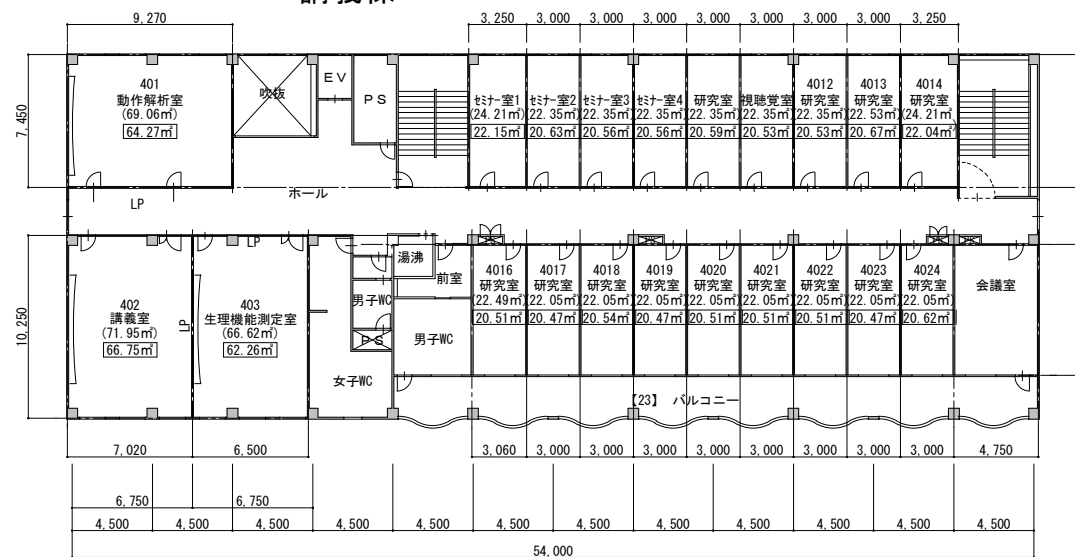 9,270
3,250 3,000 3,000 3,000 3,000 3,000 3,000 3,000 3,250
7,450
401
動作解析室
(69.06㎡)
64.27㎡
吹抜
EV
PS
セミナー室1
(24.21㎡)
22.15㎡
セミナー室2
(22.35㎡)
20.63㎡
セミナー室3
(22.35㎡)
20.56㎡
セミナー室4
(22.35㎡)
20.56㎡
研究室
(22.35㎡)
20.59㎡
視聴覚室
(22.35㎡)
20.53㎡
4012
研究室
(22.35㎡)
20.53㎡
4013
研究室
(22.53㎡)
20.67㎡
4014
研究室
(24.21㎡)
22.04㎡
ホール
LP
LP
LP
10,250
402
講義室
(71.95㎡)
66.75㎡
403
生理機能測定室
(66.62㎡)
62.26㎡
湯沸
前室
男子WC
PS
男子WC
女子WC
PS
PS
PS
PS
4016
研究室
(22.49㎡)
20.51㎡
4017
研究室
(22.05㎡)
20.47㎡
4018
研究室
(22.05㎡)
20.54㎡
4019
研究室
(22.05㎡)
20.47㎡
4020
研究室
(22.05㎡)
20.51㎡
4021
研究室
(22.05㎡)
20.51㎡
4022
研究室
(22.05㎡)
20.51㎡
4023
研究室
(22.05㎡)
20.47㎡
4024
研究室
(22.05㎡)
20.62㎡
会議室
【23】 バルコニー
7,020 6,500 3,060 3,000 3,000 3,000 3,000 3,000 3,000 3,000 3,000 4,750
6,750 6,750
4,500 4,500 4,500 4,500 4,500 4,500 4,500 4,500 4,500 4,500 4,500 4,500
54,000